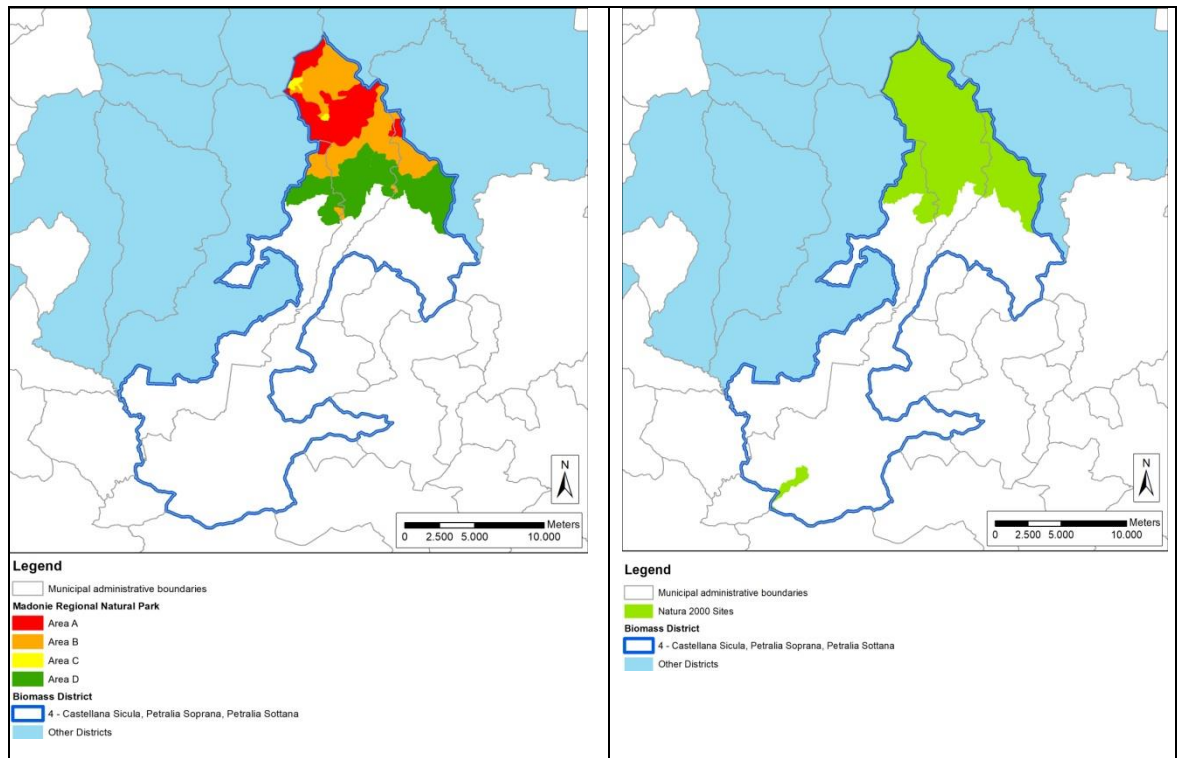 N
Meters
0 2.500 5.000 10.000
Legend
Municipal administrative boundaries
Madonie Regional Natural Park
Area A
Area B
Area C
Area D
Biomass District
4 - Castellana Sicula, Petralia Soprana, Petralia Sottana
Other Districts
N
Meters
0 2.500 5.000 10.000
Legend
Municipal administrative boundaries
Natura 2000 Sites
Biomass District
4 - Castellana Sicula, Petralia Soprana, Petralia Sottana
Other Districts